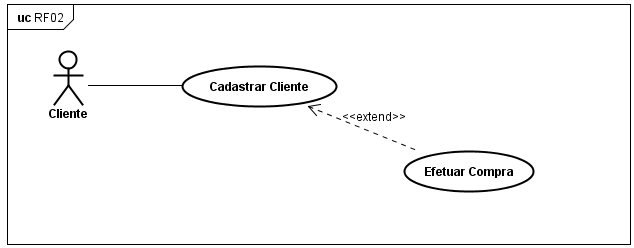 uc RF02
Cadastrar Cliente
Cliente
<<extend>>
Efetuar Compra